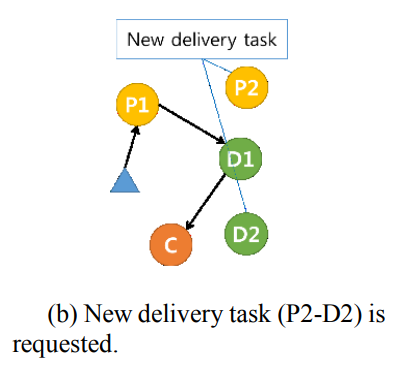 New delivery task
P2
P1
D1
D2
C
(b) New delivery task (P2-D2) is
requested.